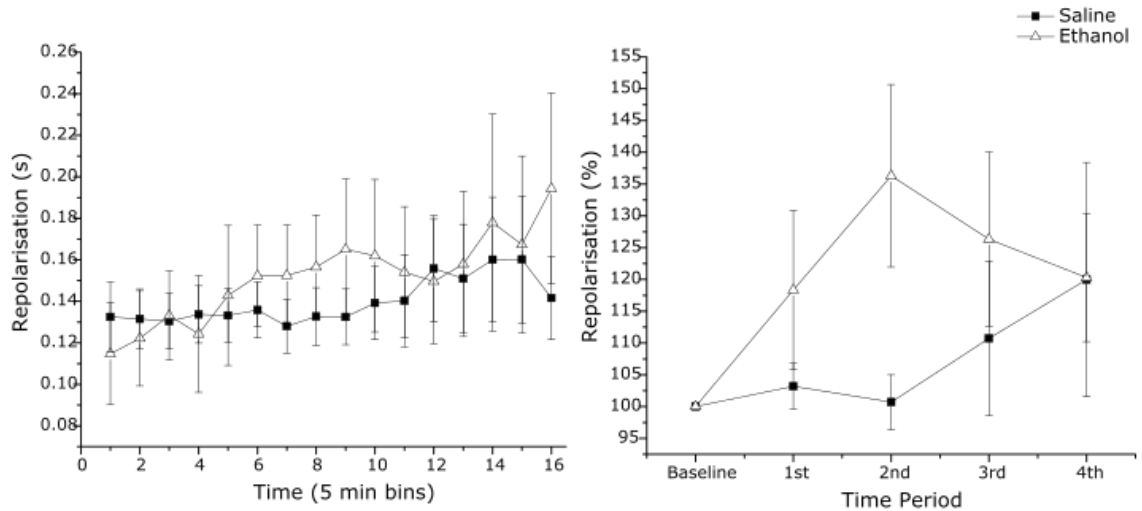 Saline
Ethanol
0.26
0.24
0.22
0.20
0.18
0.16
0.14
0.12
0.10
0.08
Repolarisation (s)
0 2 4 6 8 10 12 14 16
Time (5 min bins)
155
150
145
140
135
130
125
120
115
110
105
100
95
Repolarisation (%)
Baseline 1st 2nd 3rd 4th
Time Period